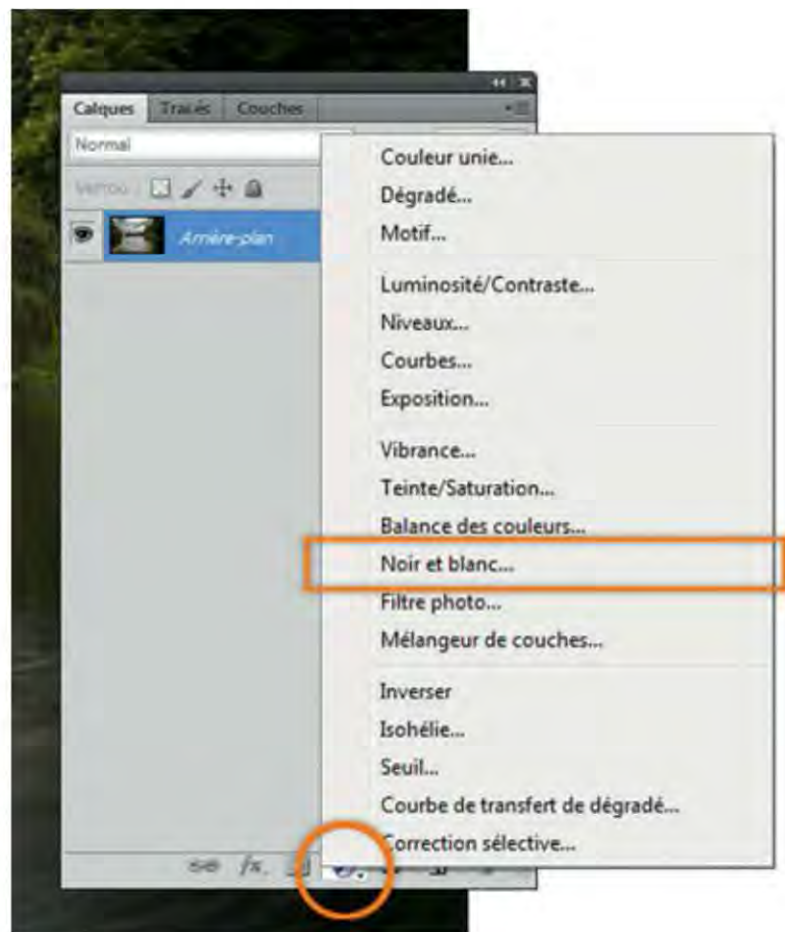 Calques Tracés Couches
Normal
Verrou :
Arrière-plan
Couleur unie...
Dégradé...
Motif...
Luminosité/Contraste...
Niveaux...
Courbes...
Exposition...
Vibrance...
Teinte/Saturation...
Balance des couleurs...
Noir et blanc...
Filtre photo...
Mélangeur de couches...
Inverser
Isohélie...
Seuil...
Courbe de transfert de dégradé...
Correction sélective...
fx.